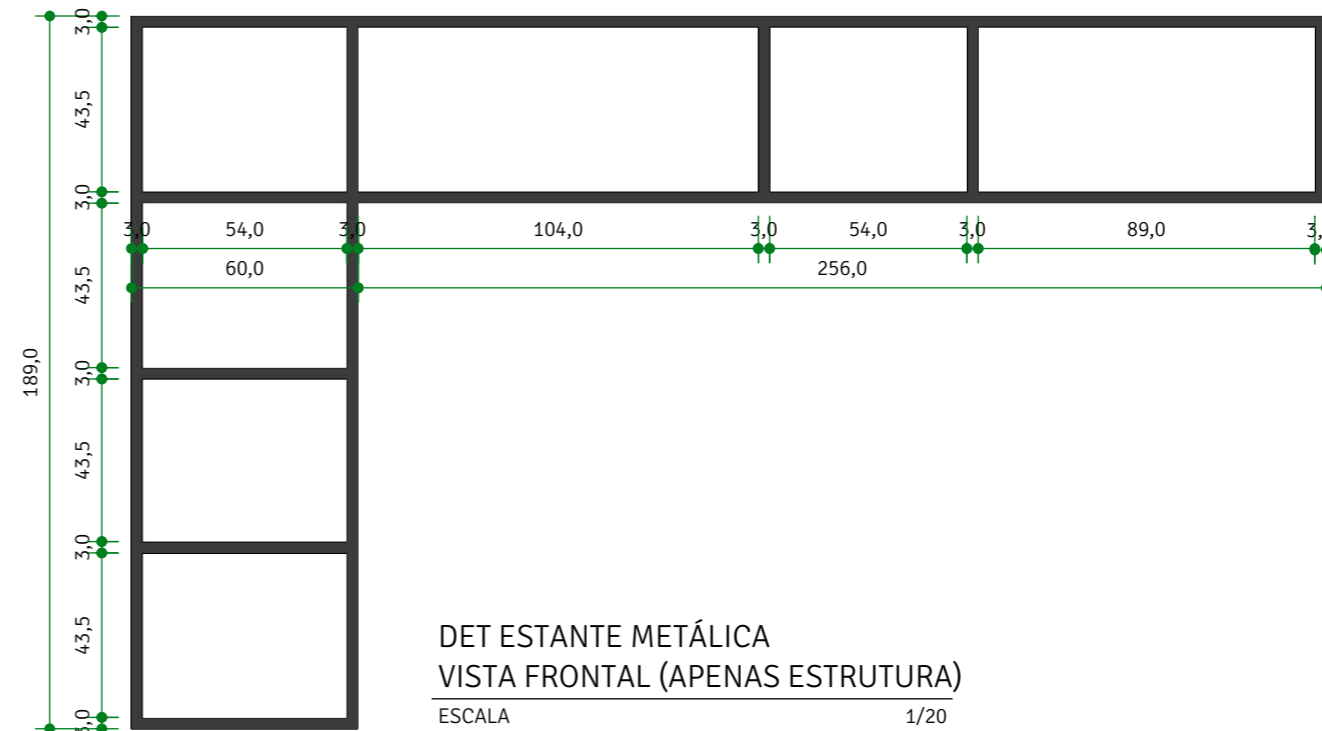 3,0
43,5
3,0
3,0 54,0 3,0 104,0 3,0 54,0 3,0 89,0
60,0 256,0
43,5
189,0
3,0
43,5
3,0
43,5
DET ESTANTE METÁLICA
VISTA FRONTAL (APENAS ESTRUTURA)
ESCALA 1/20